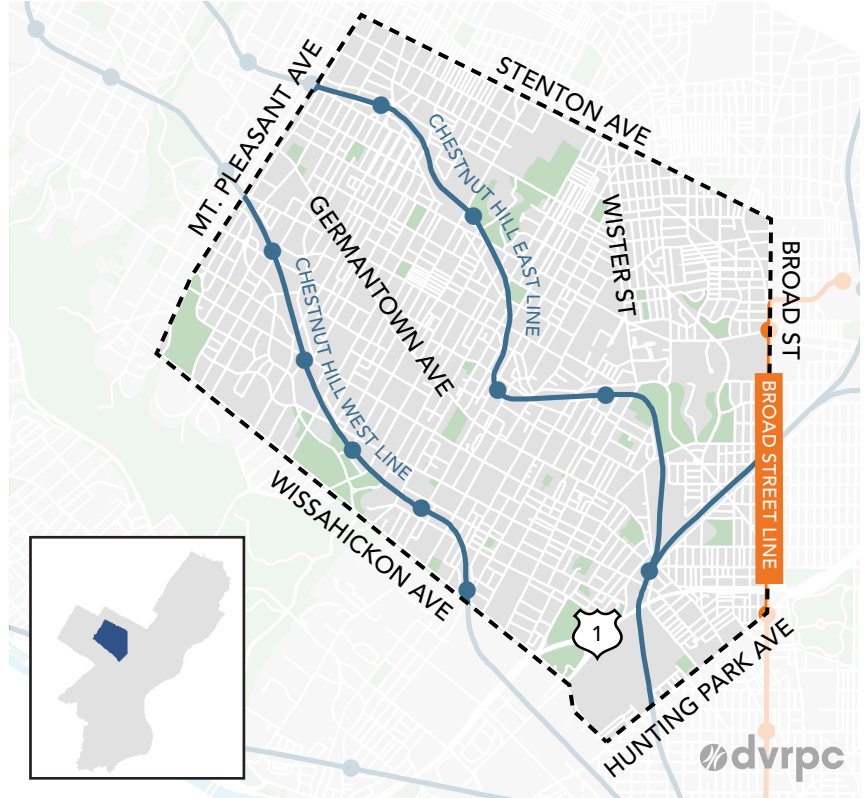 STENTON AVE
MT. PLEASANT AVE
CHESTNUT HILL EAST LINE
GERMANTOWN AVE
WISTER ST
BROAD ST
CHESTNUT HILL WEST LINE
BROAD STREET LINE
WISSAHICKON AVE
1
HUNTING PARK AVE
dvrpc